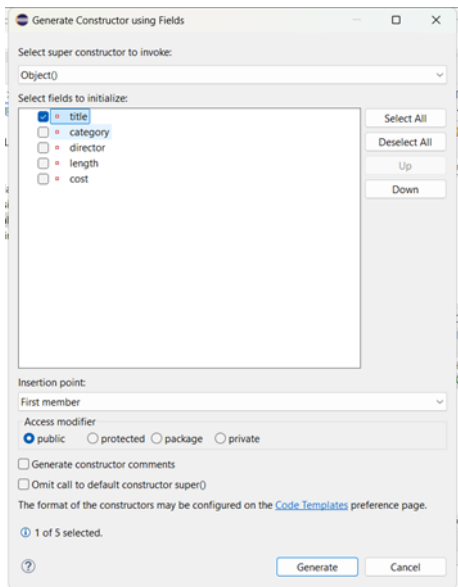 Generate Constructor using Fields
Select super constructor to invoke:
Object()
Select fields to initialize:
title
category
director
length
cost
Select All
Deselect All
Up
Down
Insertion point:
First member
Access modifier
public protected package private
Generate constructor comments
Omit call to default constructor super()
The format of the constructors may be configured on the Code Templates preference page.
1 of 5 selected.
Generate Cancel